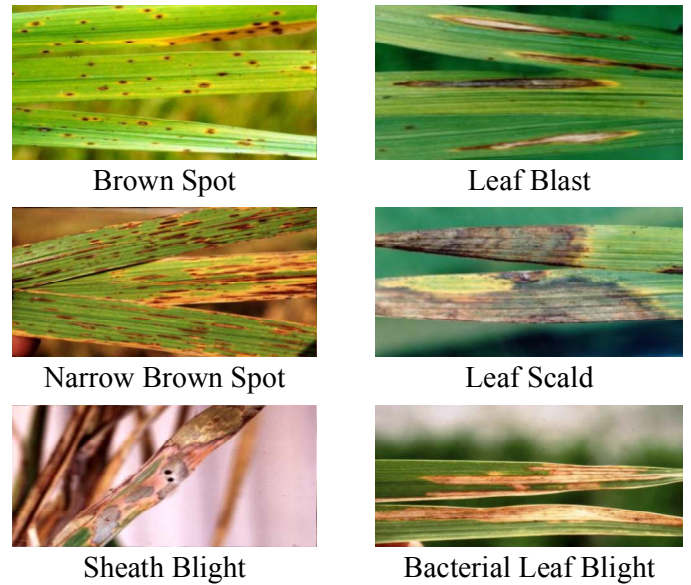 Brown Spot
Leaf Blast
Narrow Brown Spot
Leaf Scald
Sheath Blight
Bacterial Leaf Blight